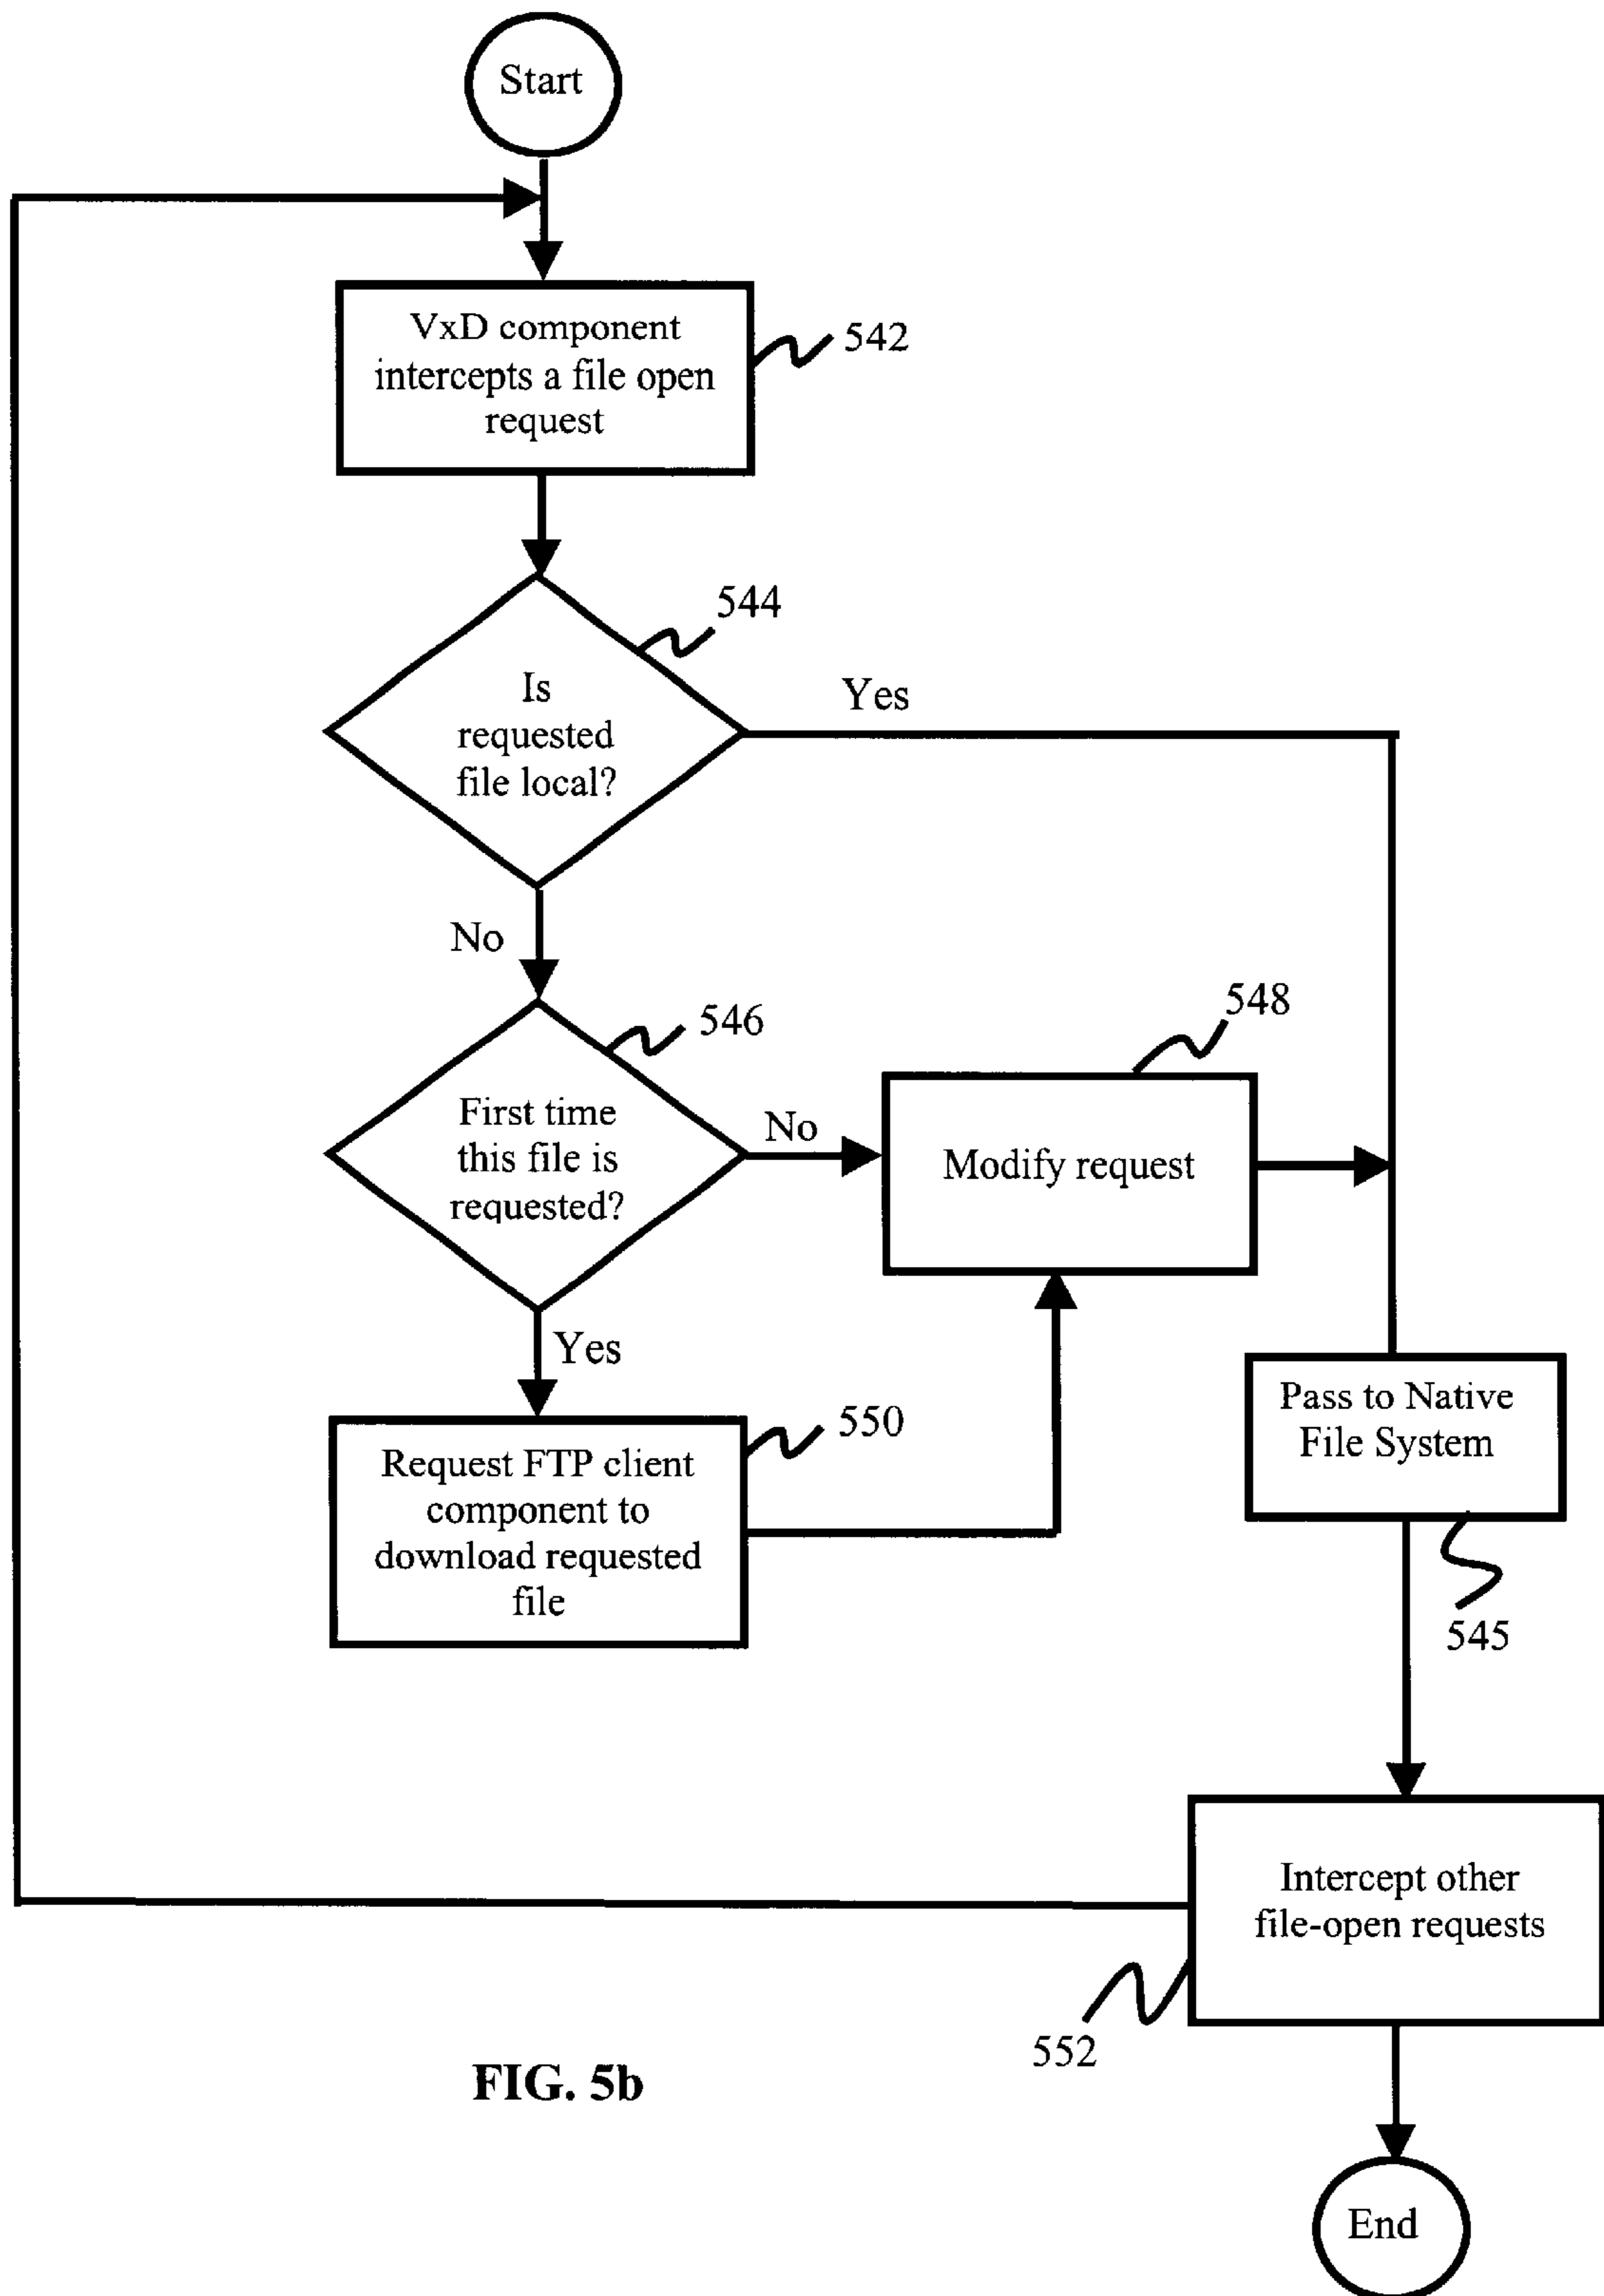 Start
VxD component
intercepts a file open
request
542
544
Is
requested
file local?
Yes
No
546
548
First time
this file is
requested?
No
Modify request
Yes
550
Request FTP client
component to
download requested
file
Pass to Native
File System
545
Intercept other
file-open requests
552
FIG. 5b
End